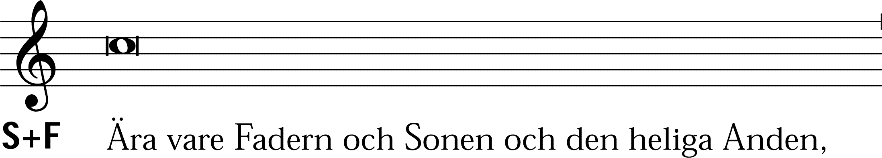 S+F Ära vare Fadern och Sonen och den heliga Anden,